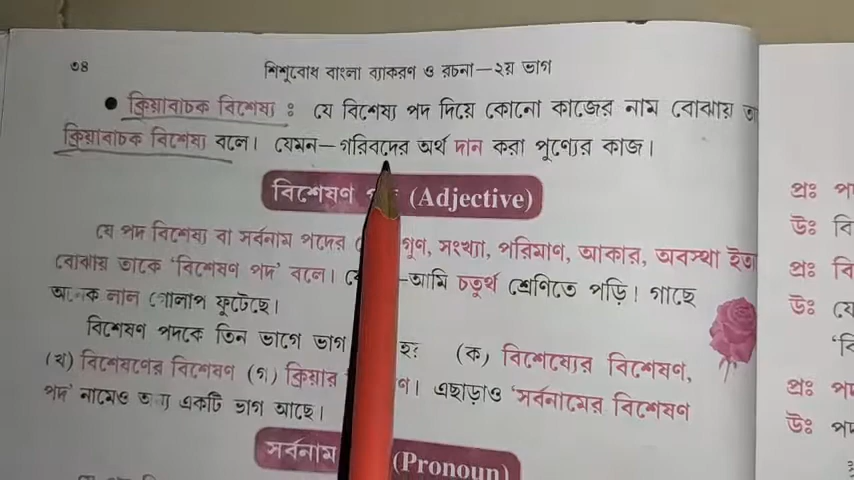 ৩৪
শিশুবোধ বাংলা ব্যাকরণ ও রচনা—২য় ভাগ
● ক্রিয়াবাচক বিশেষ্য : যে বিশেষ্য পদ দিয়ে কোনো কাজের নাম বোঝায়
ক্রিয়াবাচক বিশেষ্য বলে। যেমন—গরিবদের অর্থ দান করা পুণ্যের কাজ।
বিশেষণ (Adjective)
যে পদ বিশেষ্য বা সর্বনাম পদের গুণ, সংখ্যা, পরিমাণ, আকার, অবস্থা
বোঝায় তাকে ‘বিশেষণ পদ’ বলে। —আমি চতুর্থ শ্রেণিতে পড়ি। গাছে
অনেক লাল গোলাপ ফুটেছে।
বিশেষণ পদকে তিন ভাগে ভাগ (ক) বিশেষ্যের বিশেষণ,
(খ) বিশেষণের বিশেষণ (গ) ক্রিয়ার এছাড়াও ‘সর্বনামের বিশেষণ
পদ’ নামেও অন্য একটি ভাগ আছে।
সর্বনাম (Pronoun)
প্রঃ
উঃ
প্রঃ
উঃ
প্রঃ
উঃ